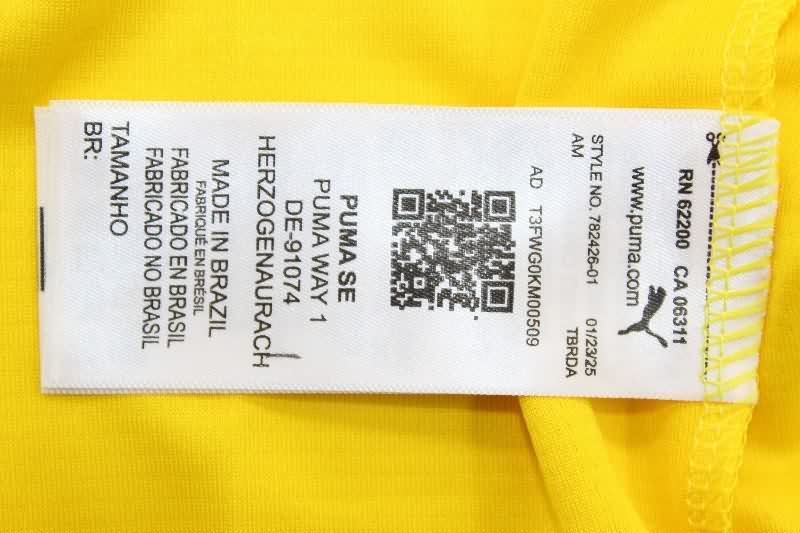 RN 62200 CA 06311
www.puma.com
STYLE NO. 782426-01 01/23/25
AM TBRDA
AD T3FWG0KM00509
PUMA SE
PUMA WAY 1
DE-91074
HERZOGENAURACH
MADE IN BRAZIL
FABRIQUÉ EN BRÉSIL
FABRICADO EN BRASIL
FABRICADO NO BRASIL
TAMANHO
BR: